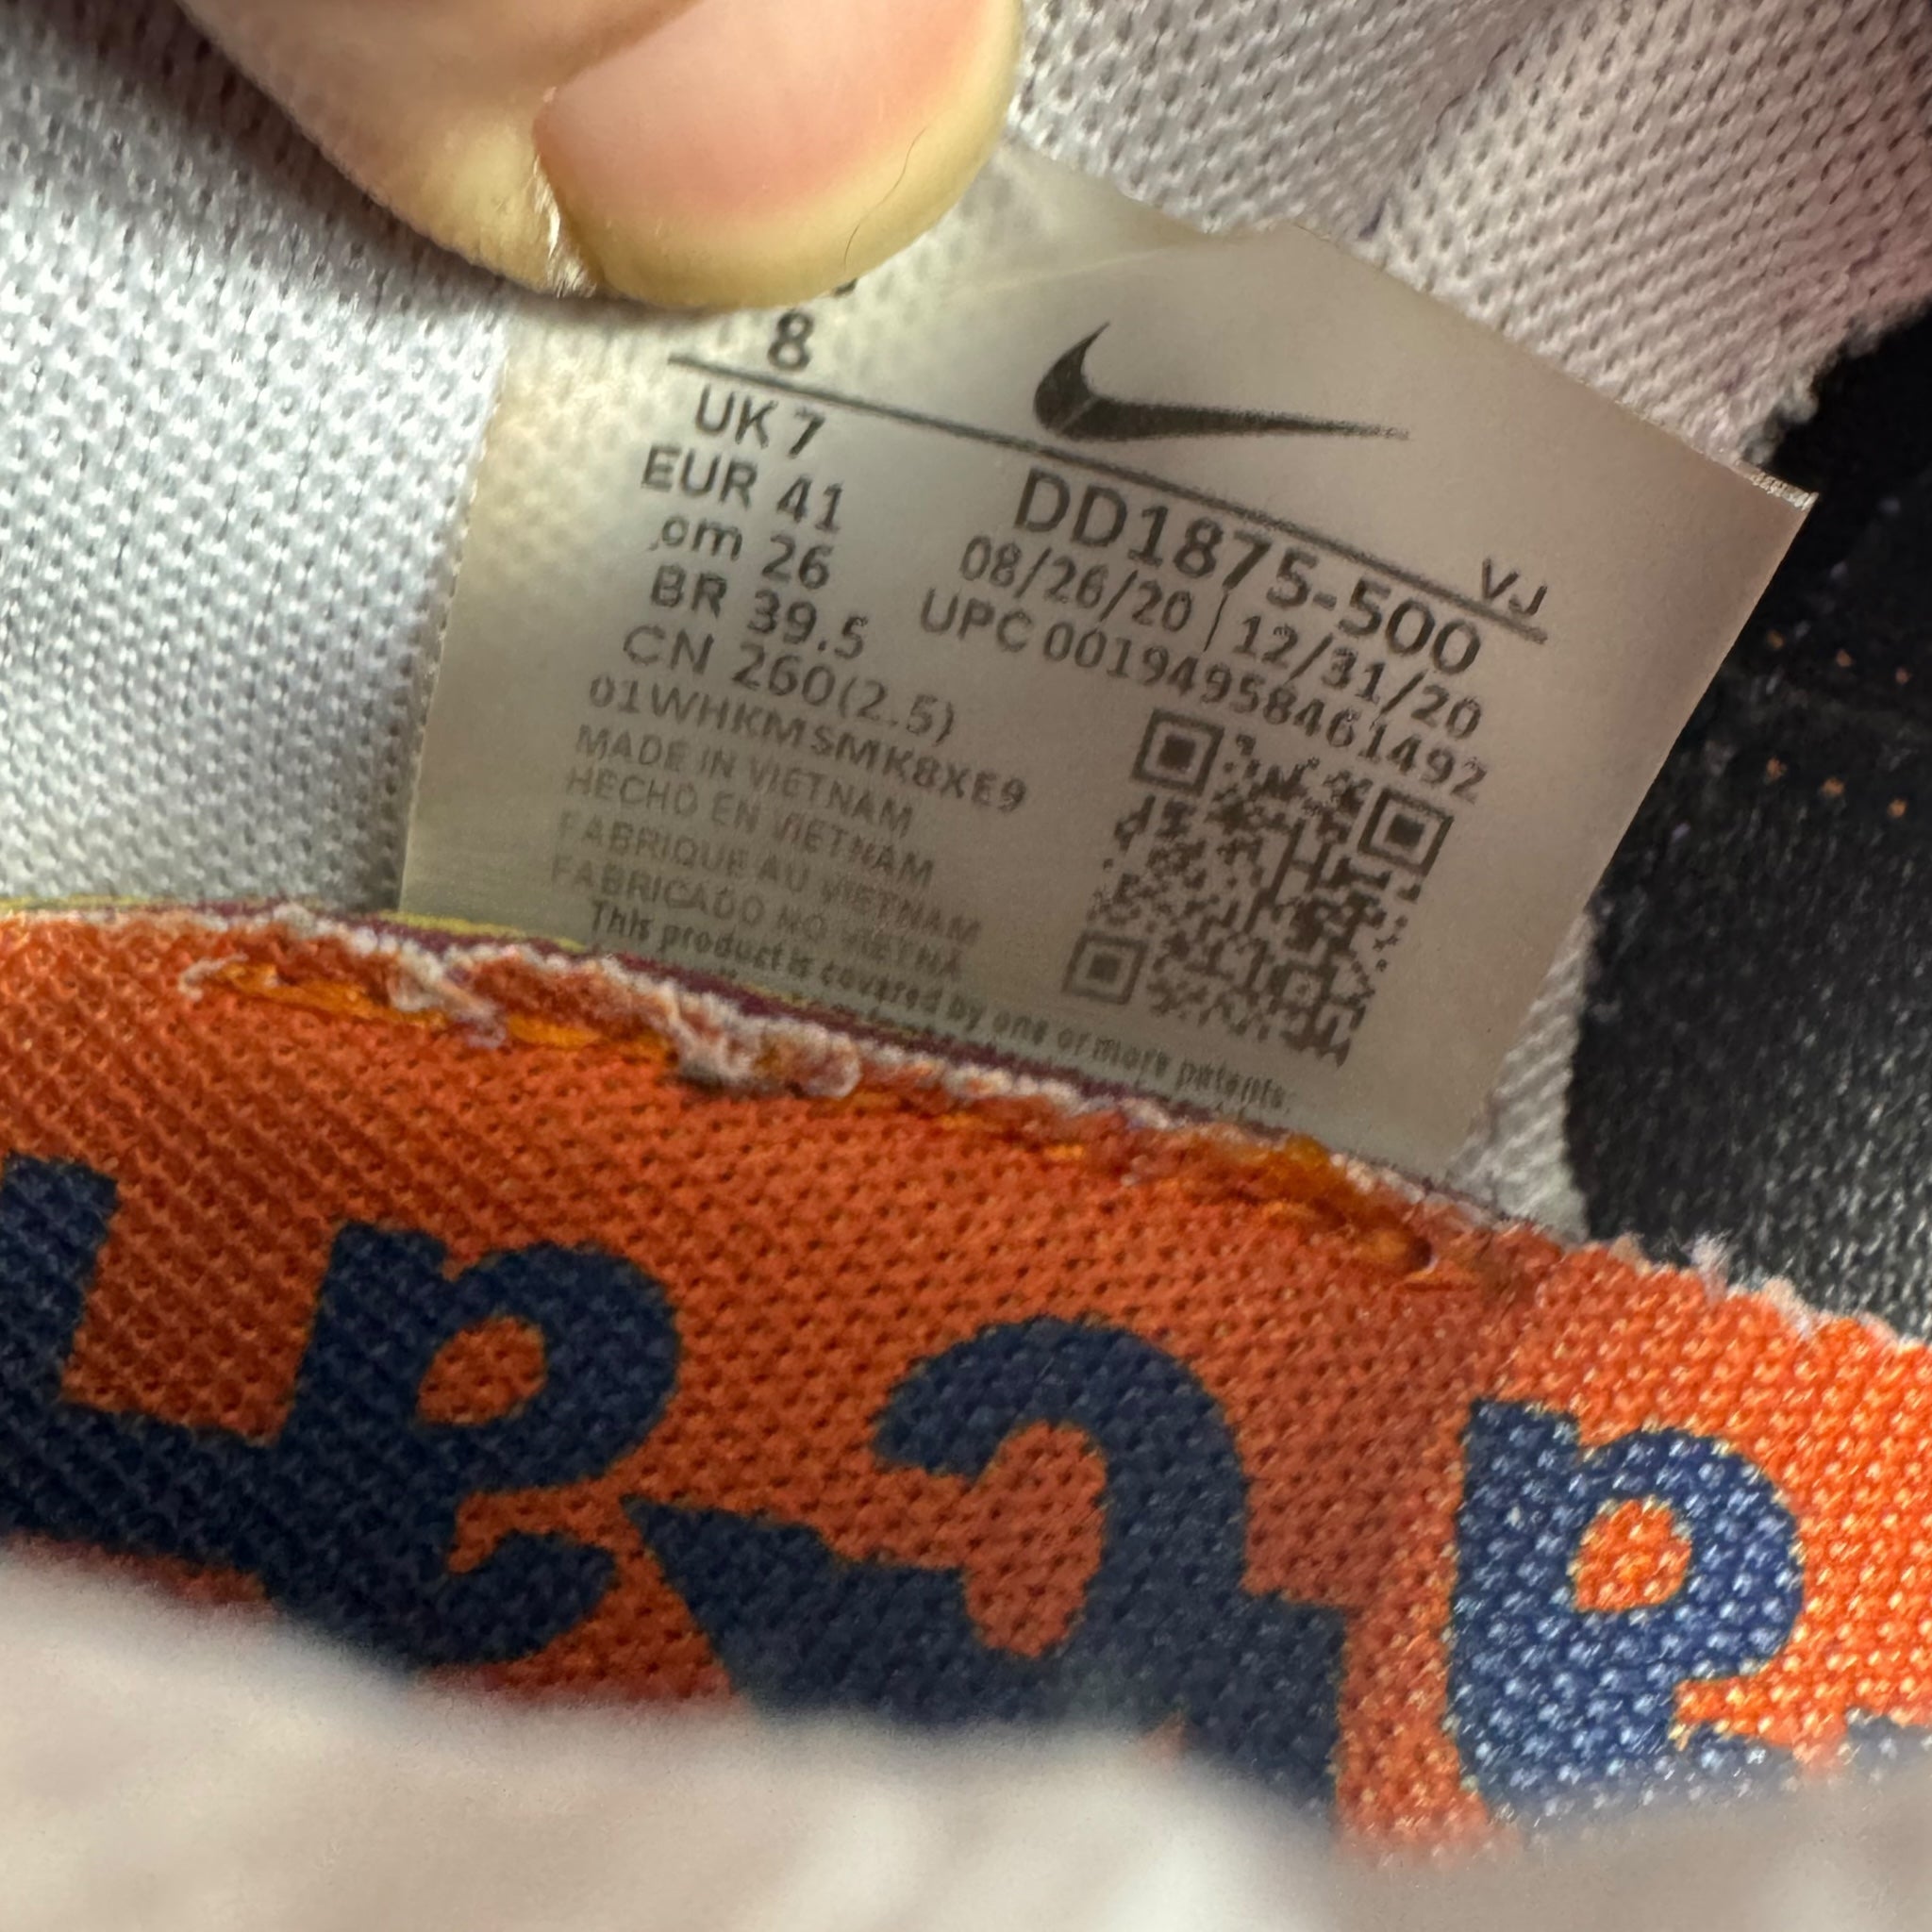 8
UK 7
EUR 41
cm 26
BR 39.5
CN 260(2.5)
01WHKMSMK8XE9
MADE IN VIETNAM
HECHO EN VIETNAM
FABRIQUE AU VIETNAM
FABRICADO NO VIETNA
This product is covered by one or more patents.
VJ
DD1875-500
08/26/20 | 12/31/20
UPC 00194958461492